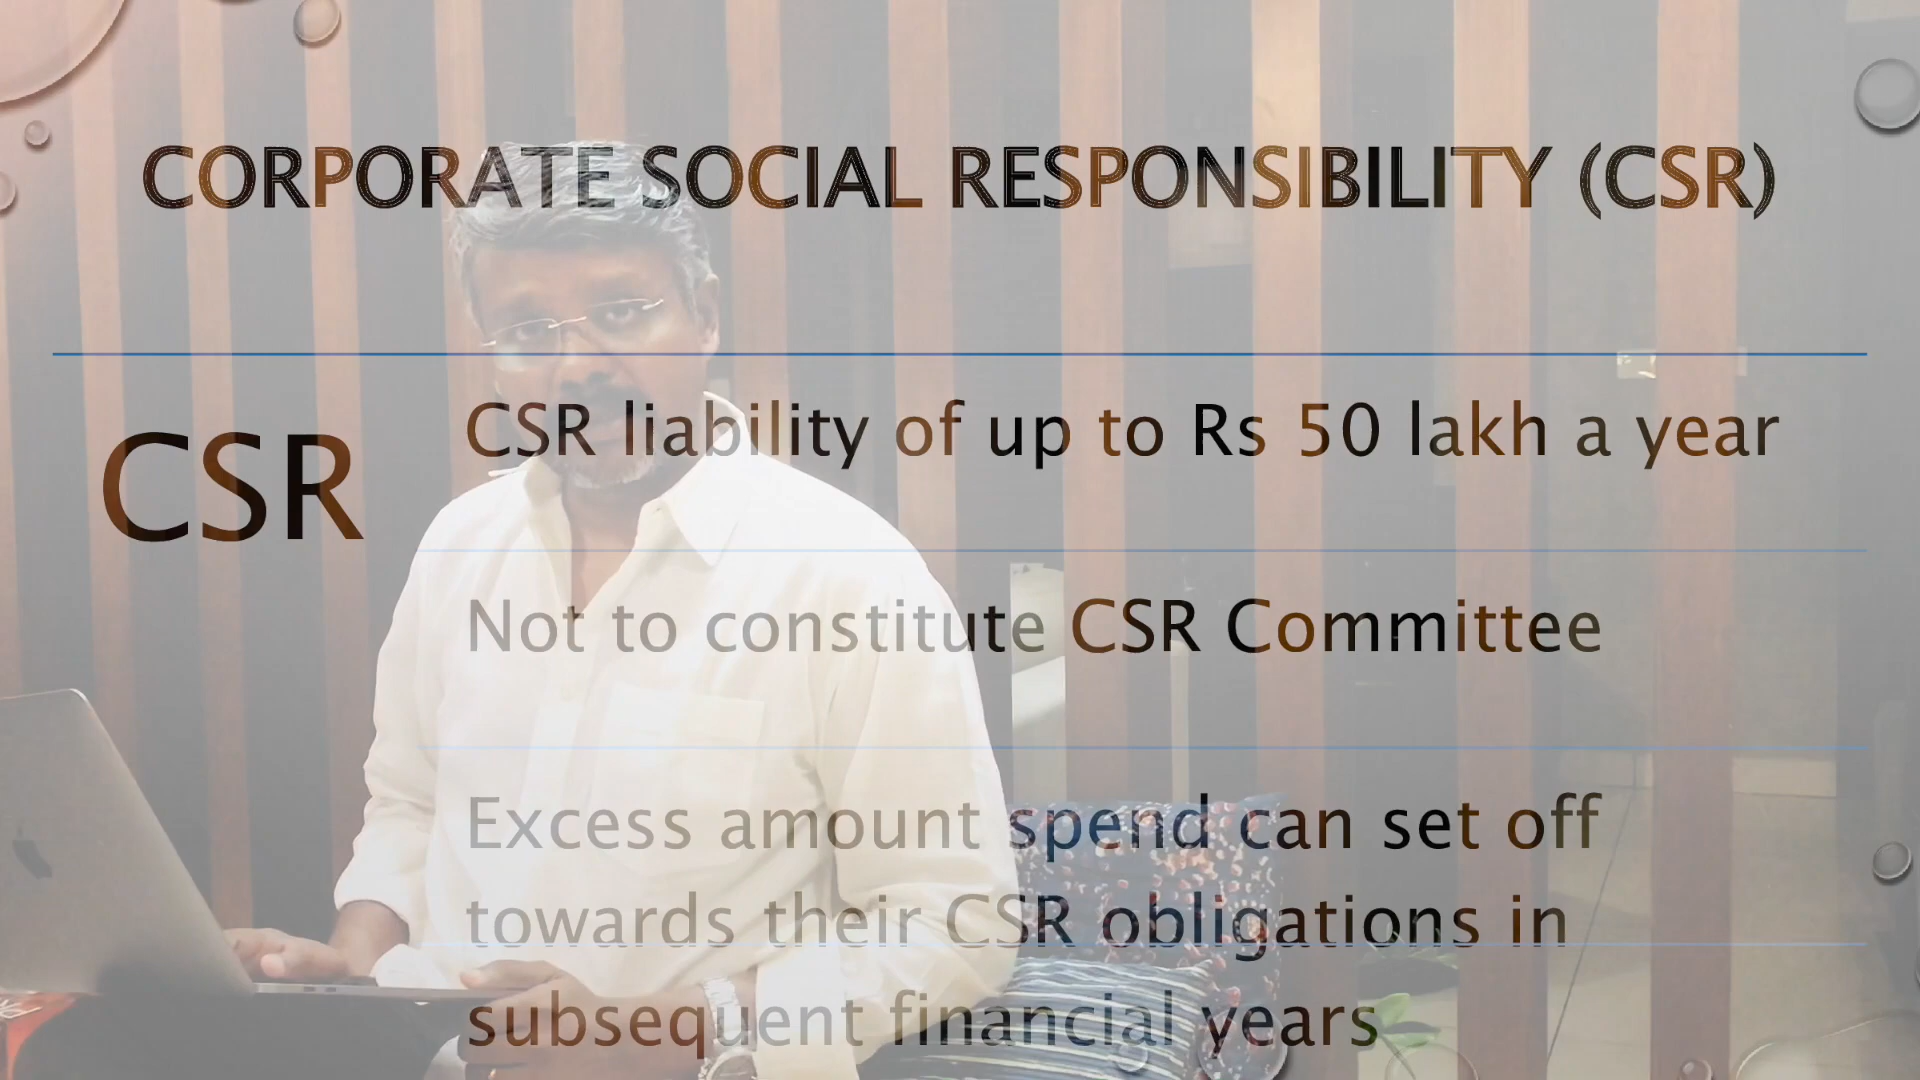 CORPORATE SOCIAL RESPONSIBILITY (CSR)
CSR
CSR liability of up to Rs 50 lakh a year
Not to constitute CSR Committee
Excess amount spend can set off
towards their CSR obligations in
subsequent financial years